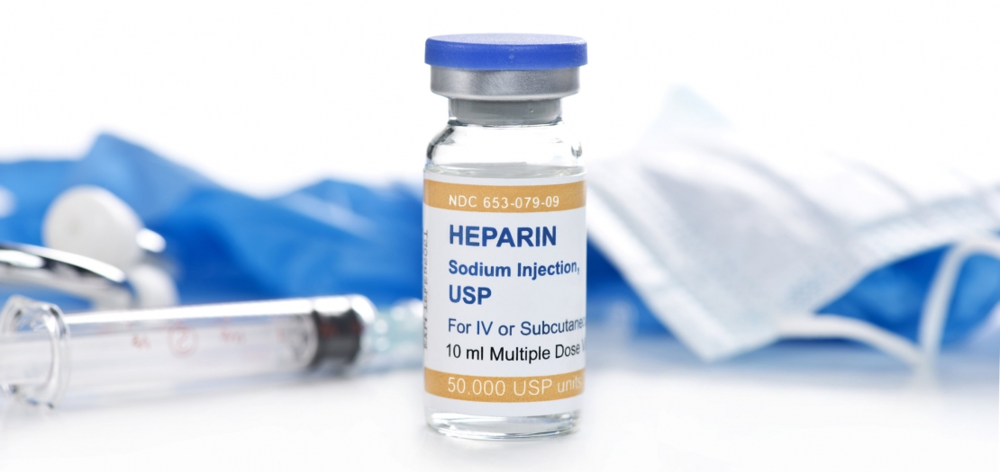 NDC 653-079-09
HEPARIN
Sodium Injection,
USP
For IV or Subcutane
10 ml Multiple Dose
50,000 USP units